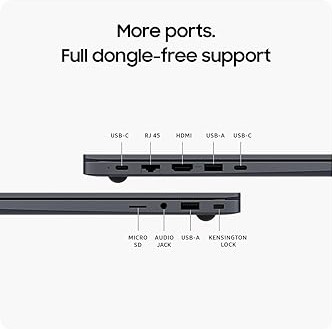 More ports.
Full dongle-free support
USB-C
RJ 45
HDMI
USB-A
USB-C
MICRO
SD
AUDIO
JACK
USB-A
KENSINGTON
LOCK